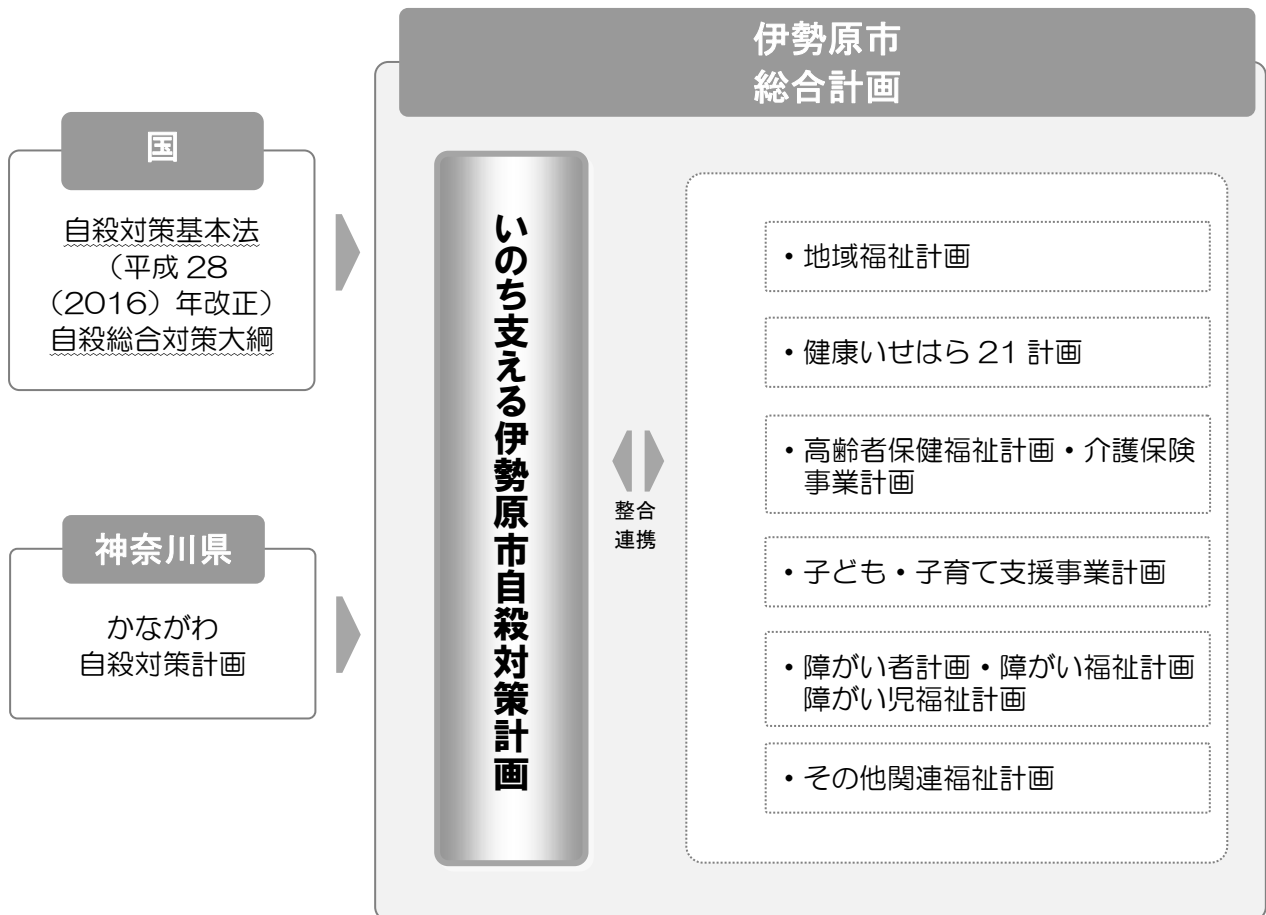 伊勢原市
総合計画
国
自殺対策基本法
（平成 28
（2016）年改正）
自殺総合対策大綱
神奈川県
かながわ
自殺対策計画
いのち支える伊勢原市自殺対策計画
整合
連携
・地域福祉計画
・健康いせはら 21 計画
・高齢者保健福祉計画・介護保険
事業計画
・子ども・子育て支援事業計画
・障がい者計画・障がい福祉計画
障がい児福祉計画
・その他関連福祉計画